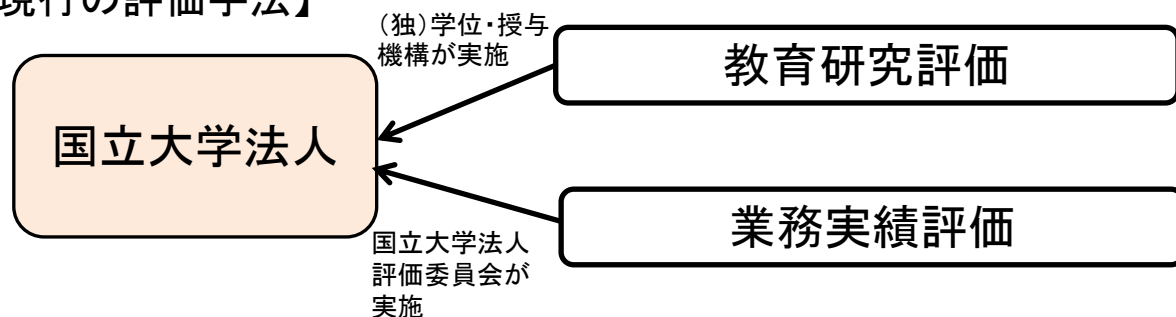 現行の評価手法】
(独)学位・授与
機構が実施
教育研究評価
国立大学法人
業務実績評価
国立大学法人
評価委員会が
実施